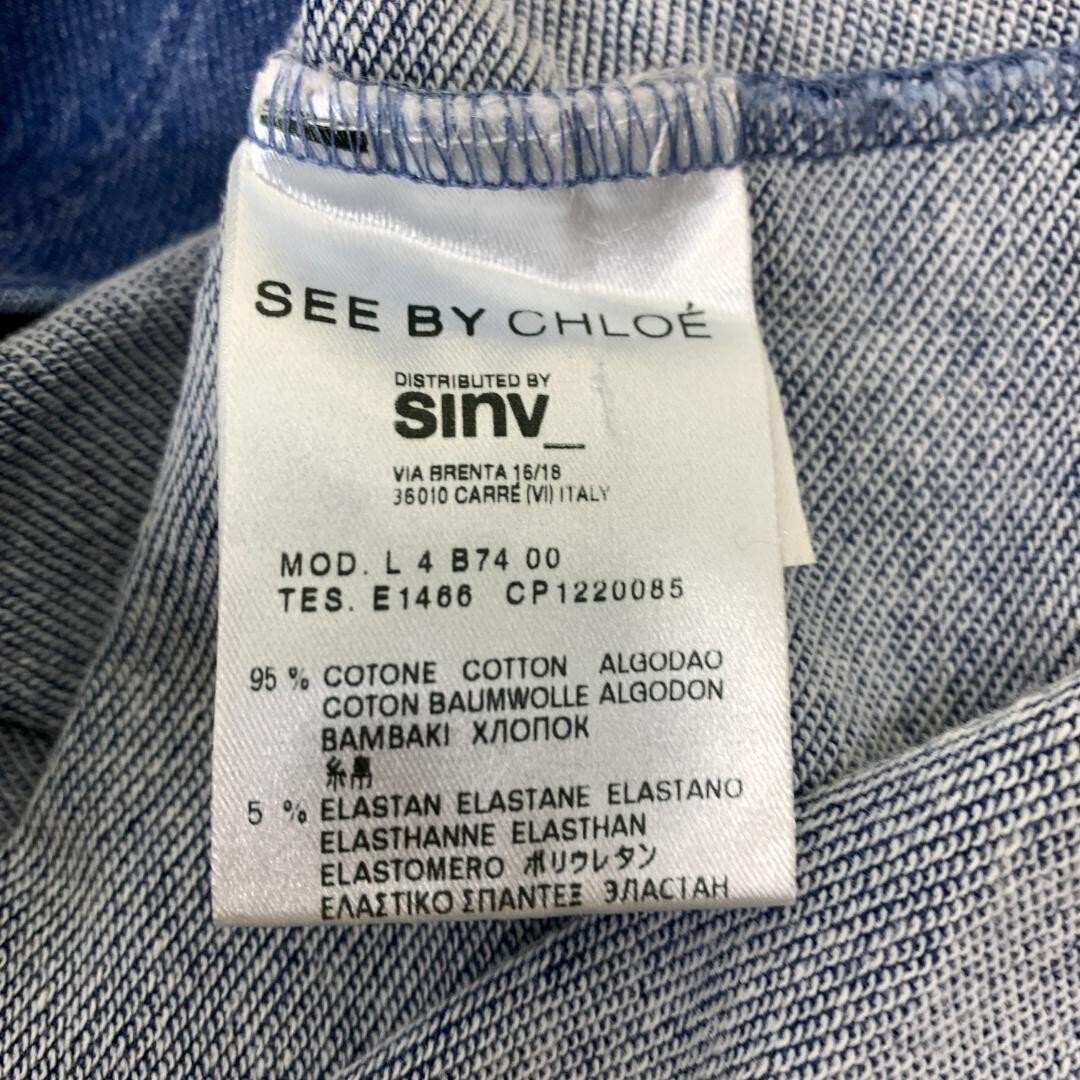 SEE BY CHLOÉ
DISTRIBUTED BY
sinv_
VIA BRENTA 16/18
36010 CARRÉ (VI) ITALY
MOD. L 4 B74 00
TES. E1466 CP1220085
95 % COTONE COTTON ALGODAO
COTON BAUMWOLLE ALGODON
BAMBAKI ХЛОПОК
5 % ELASTAN ELASTANE ELASTANO
ELASTHANNE ELASTHAN
ELASTOMERO ポリウレタン
ΕΛΑΣΤΙΚΟ ΣΠΑΝΤΕΞ ЭЛАСТАН